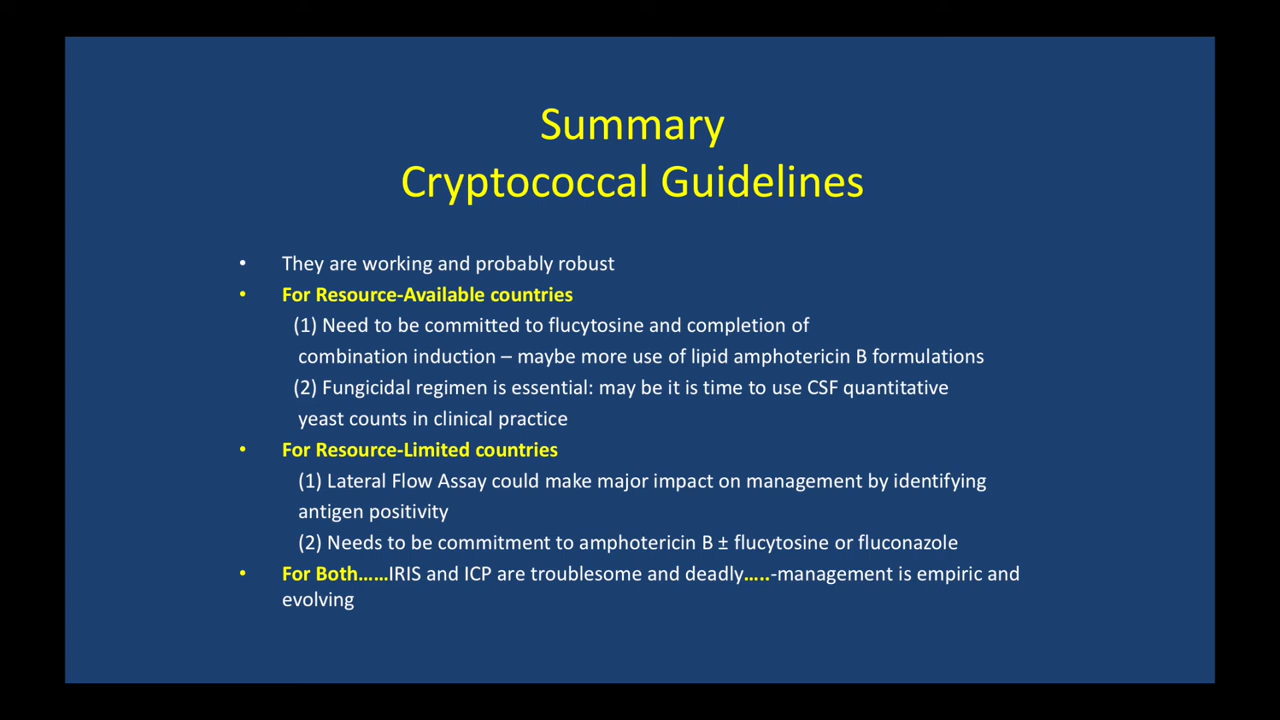 Summary
Cryptococcal Guidelines
• They are working and probably robust
• For Resource-Available countries
(1) Need to be committed to flucytosine and completion of
combination induction – maybe more use of lipid amphotericin B formulations
(2) Fungicidal regimen is essential: may be it is time to use CSF quantitative
yeast counts in clinical practice
• For Resource-Limited countries
(1) Lateral Flow Assay could make major impact on management by identifying
antigen positivity
(2) Needs to be commitment to amphotericin B ± flucytosine or fluconazole
• For Both……IRIS and ICP are troublesome and deadly…..-management is empiric and
evolving